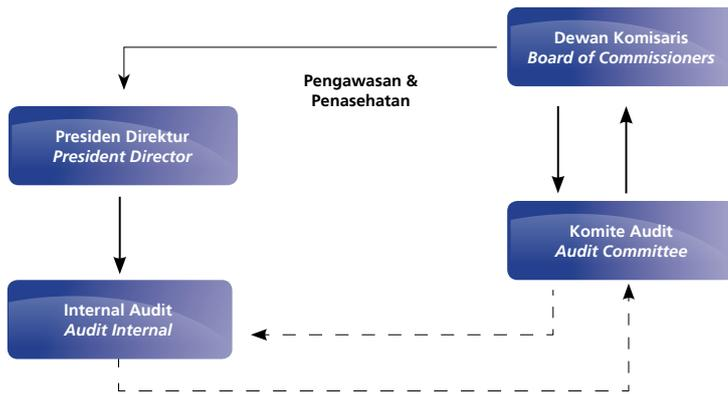 Dewan Komisaris
Board of Commissioners
Pengawasan &
Penasehatan
Presiden Direktur
President Director
Komite Audit
Audit Committee
Internal Audit
Audit Internal